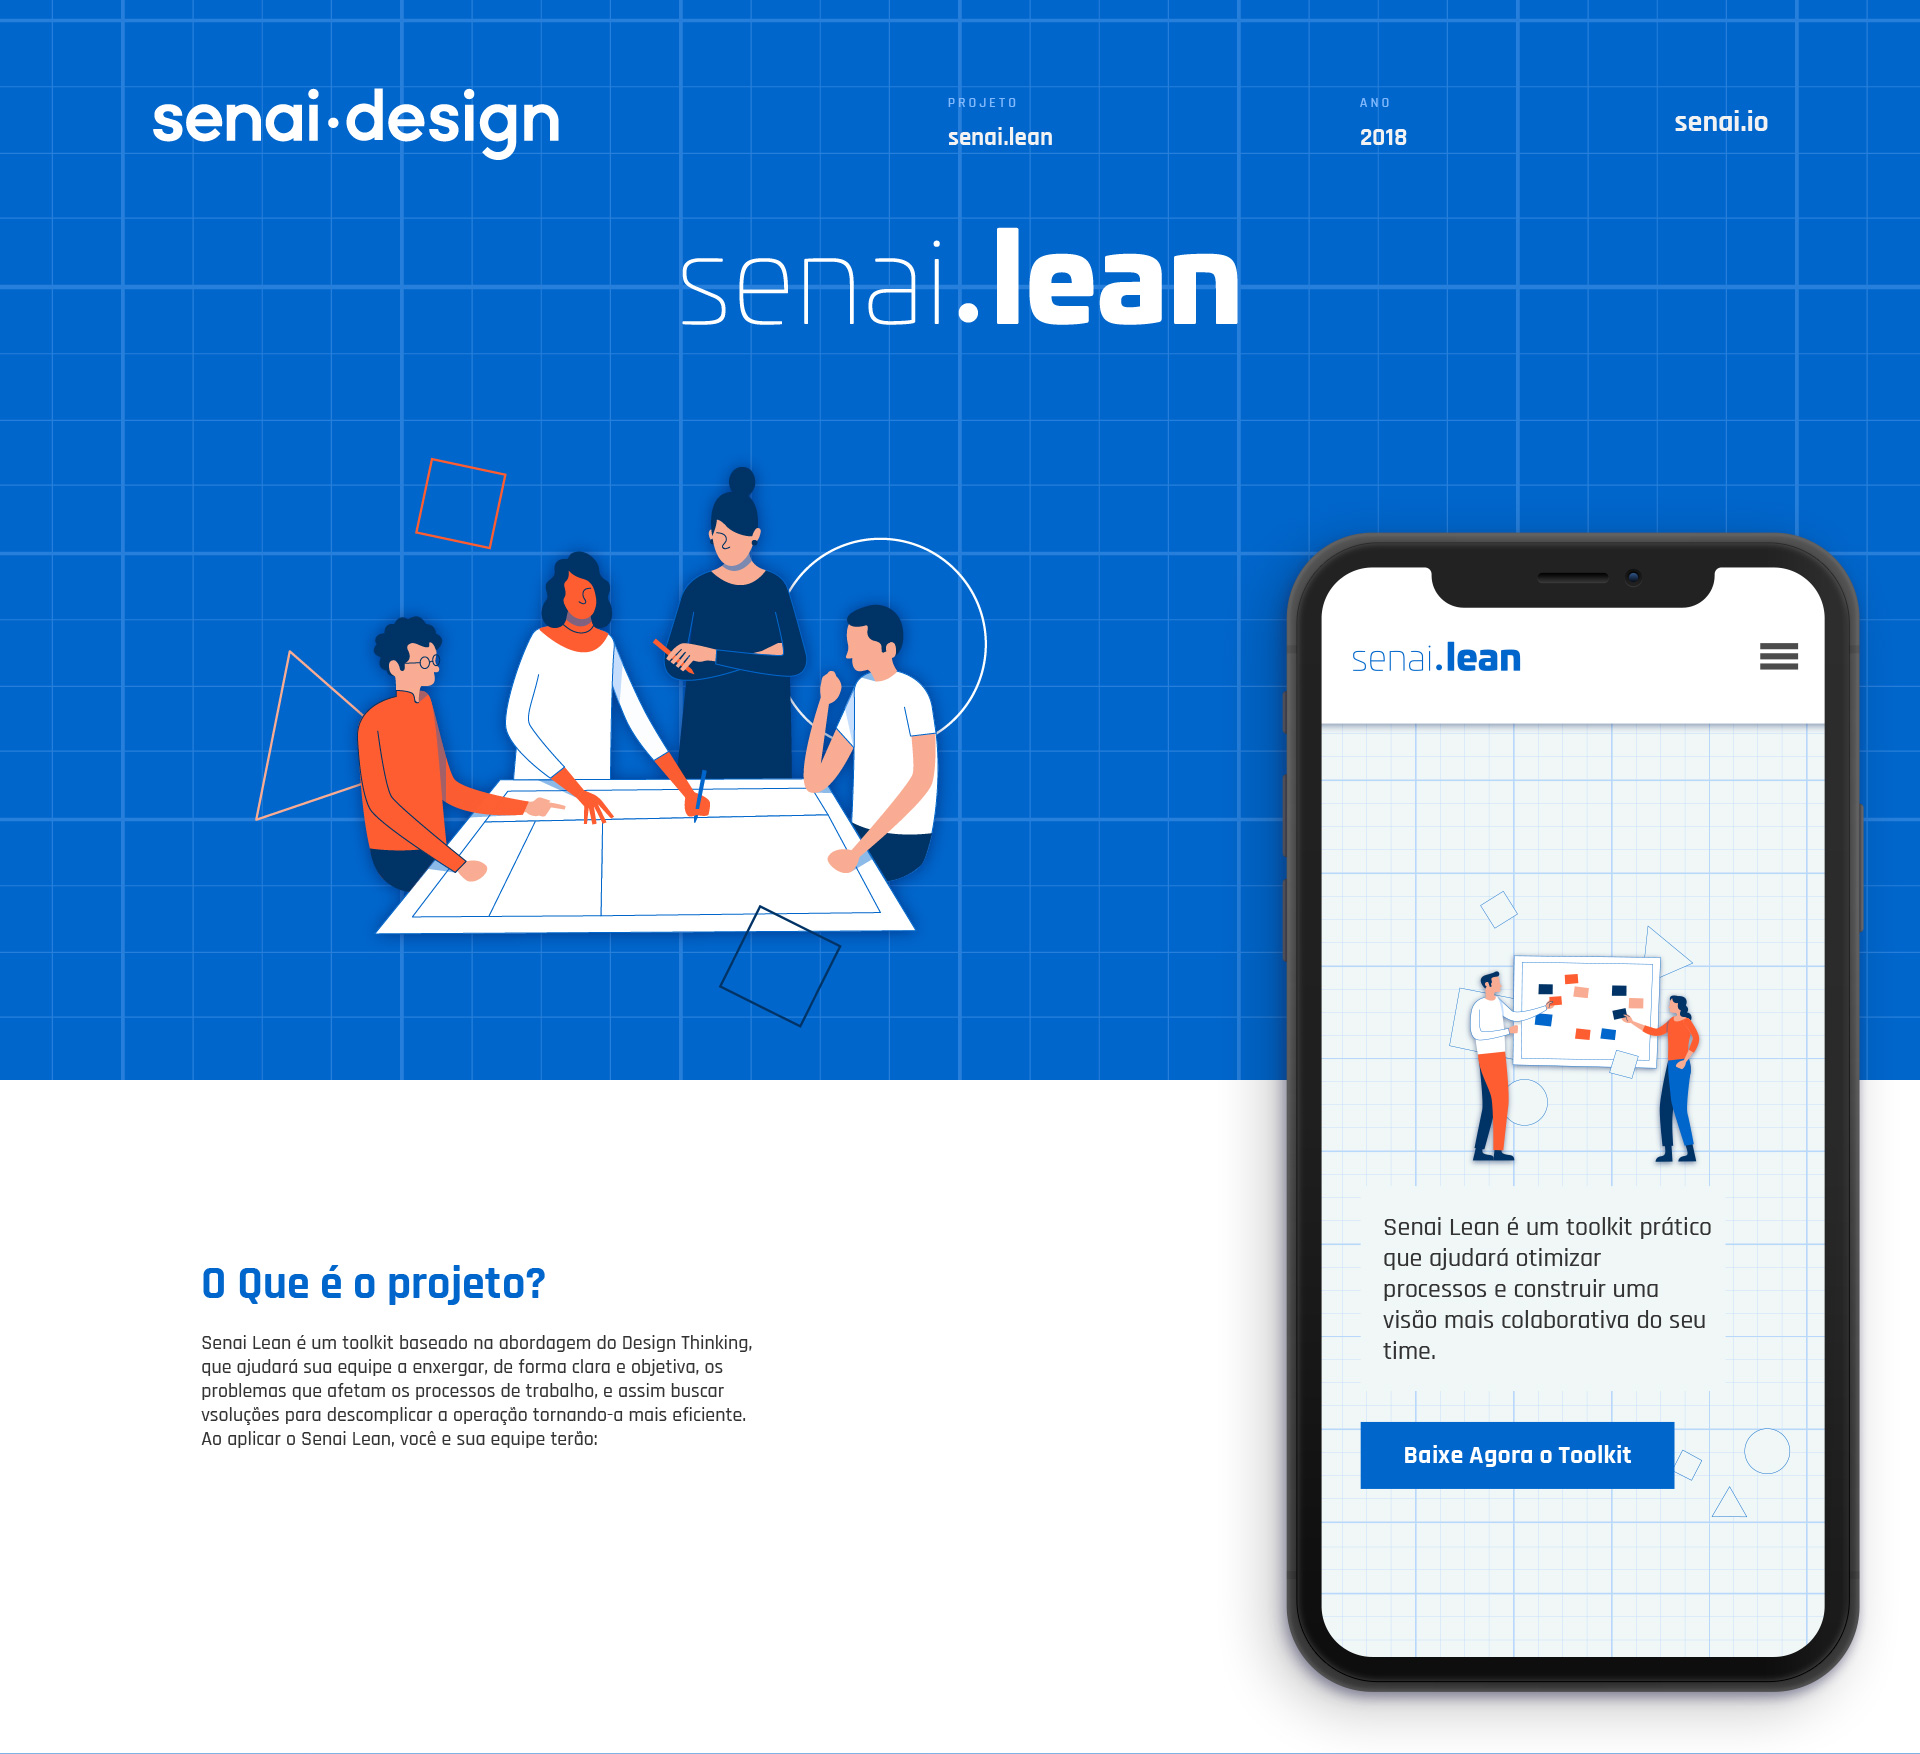 senai·design
PROJETO
senai.lean
ANO
2018
senai.io
senai.lean
senai.lean
Senai Lean é um toolkit prático
que ajudará otimizar
processos e construir uma
visão mais colaborativa do seu
time.
Baixe Agora o Toolkit
O Que é o projeto?
Senai Lean é um toolkit baseado na abordagem do Design Thinking,
que ajudará sua equipe a enxergar, de forma clara e objetiva, os
problemas que afetam os processos de trabalho, e assim buscar
vsoluções para descomplicar a operação tornando-a mais eficiente.
Ao aplicar o Senai Lean, você e sua equipe terão: